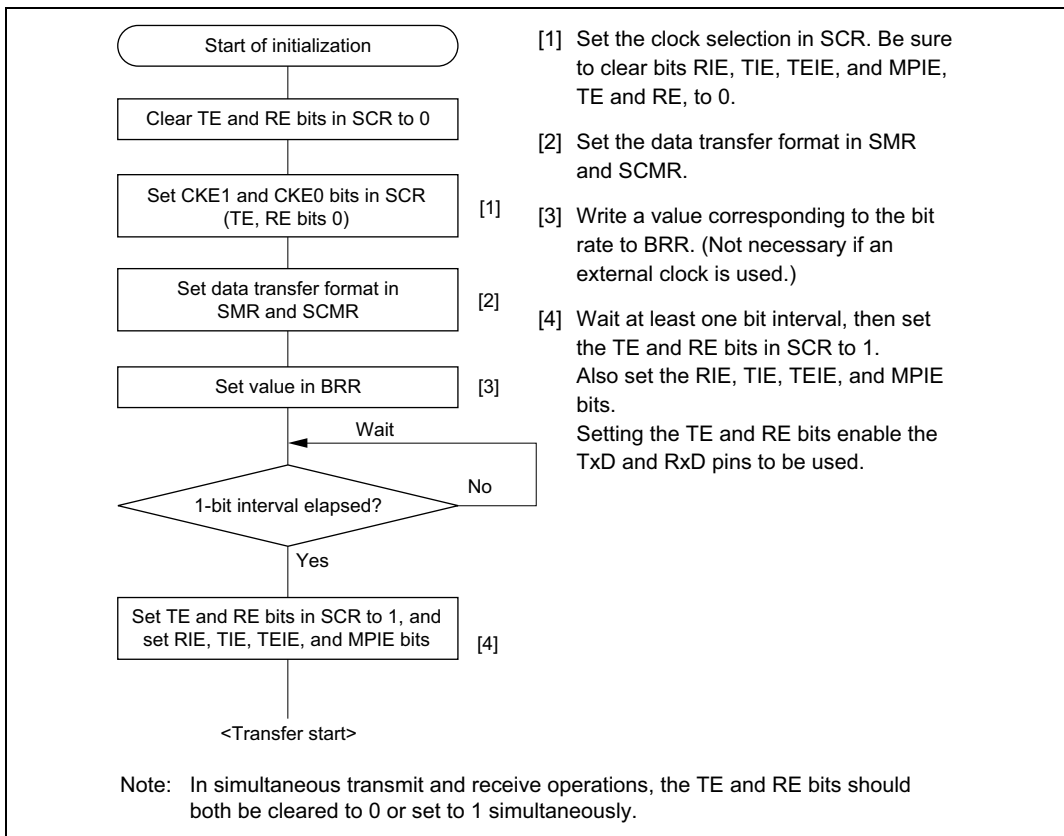 Start of initialization
Clear TE and RE bits in SCR to 0
Set CKE1 and CKE0 bits in SCR
(TE, RE bits 0)
[1]
Set data transfer format in
SMR and SCMR
[2]
Set value in BRR
[3]
Wait
No
1-bit interval elapsed?
Yes
Set TE and RE bits in SCR to 1, and
set RIE, TIE, TEIE, and MPIE bits
[4]
<Transfer start>
[1] Set the clock selection in SCR. Be sure
to clear bits RIE, TIE, TEIE, and MPIE,
TE and RE, to 0.
[2] Set the data transfer format in SMR
and SCMR.
[3] Write a value corresponding to the bit
rate to BRR. (Not necessary if an
external clock is used.)
[4] Wait at least one bit interval, then set
the TE and RE bits in SCR to 1.
Also set the RIE, TIE, TEIE, and MPIE
bits.
Setting the TE and RE bits enable the
TxD and RxD pins to be used.
Note: In simultaneous transmit and receive operations, the TE and RE bits should
both be cleared to 0 or set to 1 simultaneously.